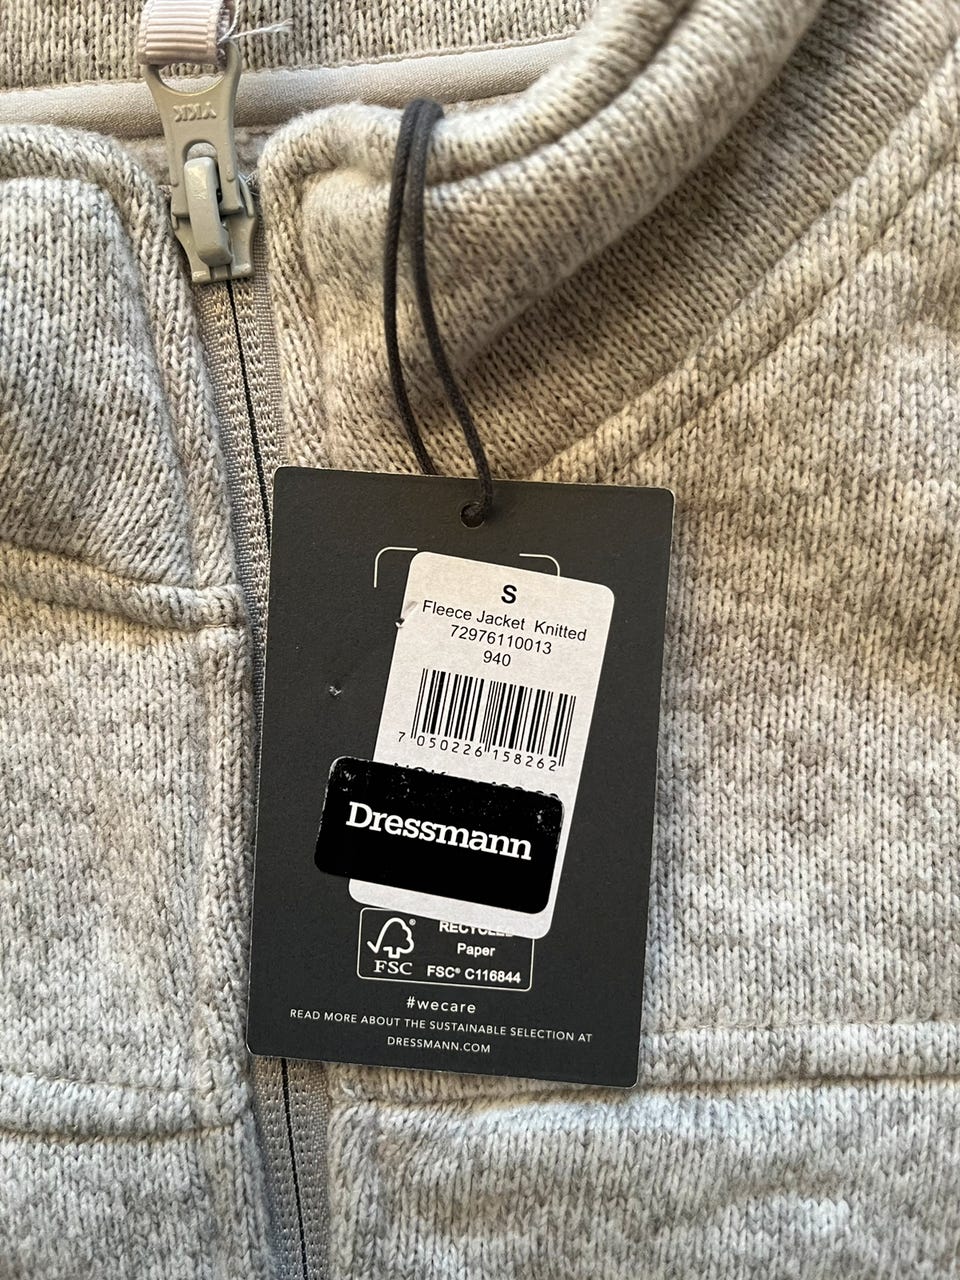 YKK
S
Fleece Jacket Knitted
72976110013
940
7 050226 158262
Dressmann
RECYCLED
Paper
FSC
FSC® C116844
#wecare
READ MORE ABOUT THE SUSTAINABLE SELECTION AT
DRESSMANN.COM